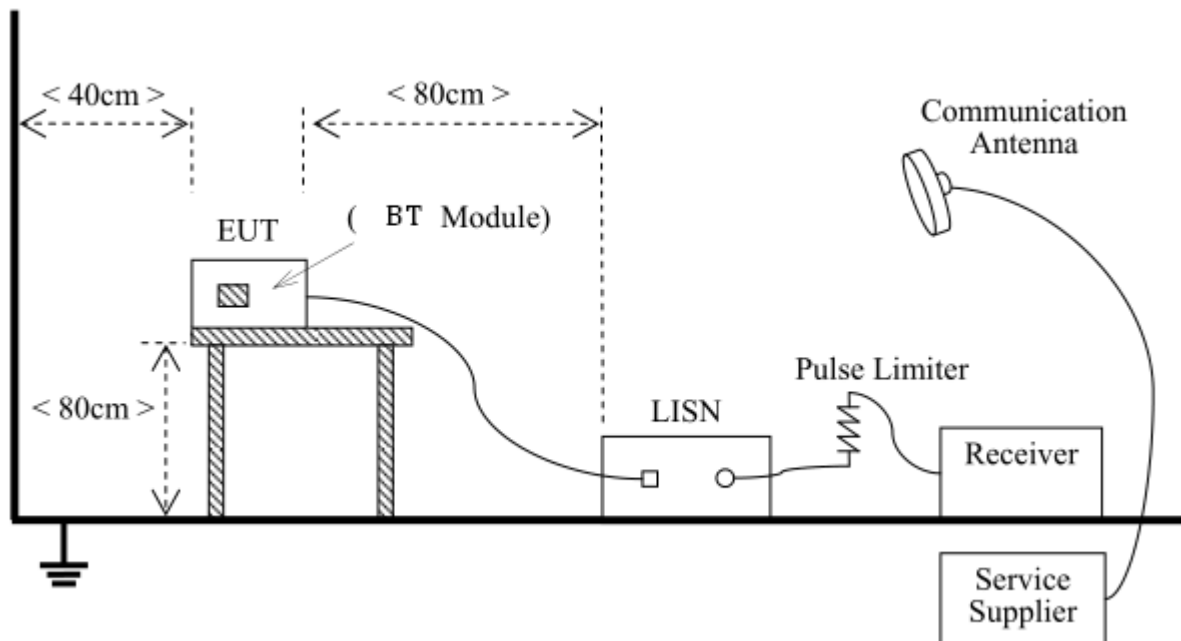 < 40cm >
< 80cm >
Communication
Antenna
( BT Module)
EUT
Pulse Limiter
< 80cm >
LISN
Receiver
Service
Supplier